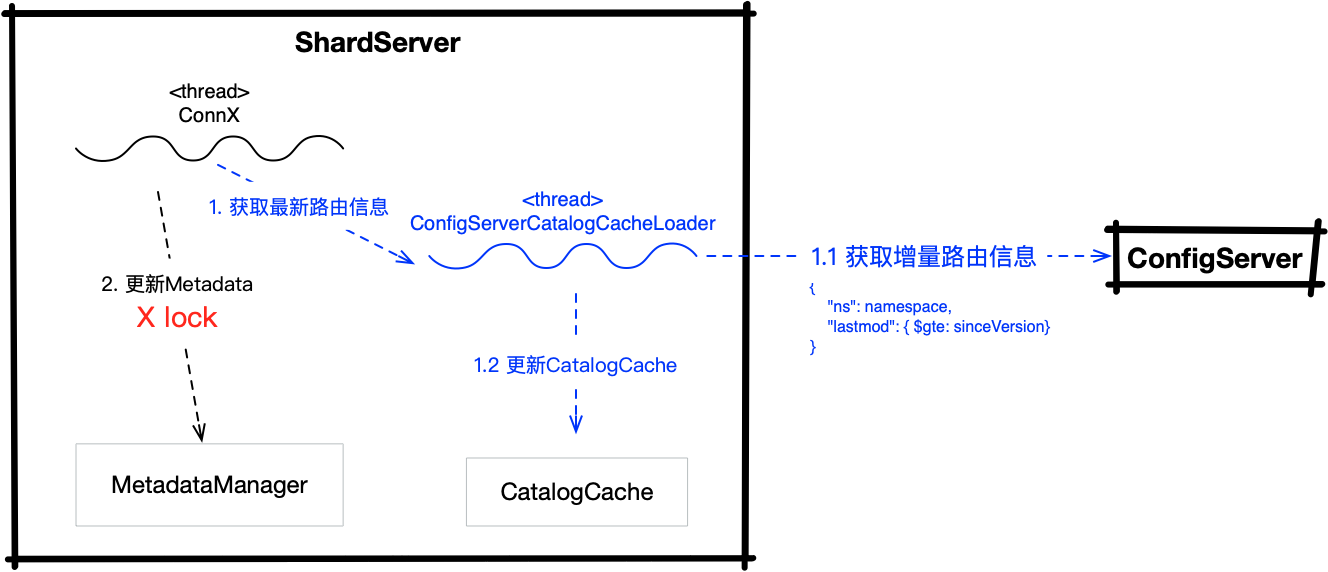 ShardServer
<thread>
ConnX
1. 获取最新路由信息
<thread>
ConfigServerCatalogCacheLoader
1.1 获取增量路由信息
{
"ns": namespace,
"lastmod": { $gte: sinceVersion}
}
ConfigServer
2. 更新Metadata
X lock
1.2 更新CatalogCache
MetadataManager
CatalogCache